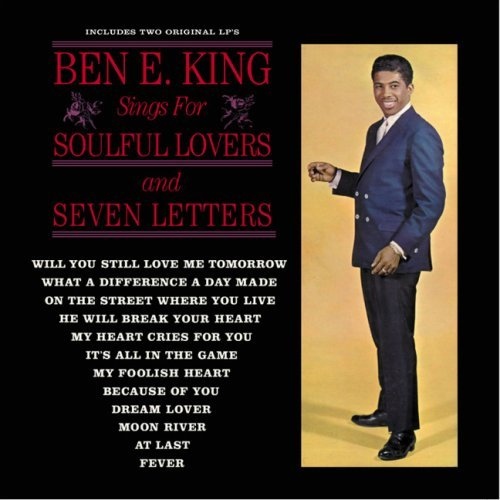 INCLUDES TWO ORIGINAL LP'S
BEN E. KING
Sings For
SOULFUL LOVERS
and
SEVEN LETTERS
WILL YOU STILL LOVE ME TOMORROW
WHAT A DIFFERENCE A DAY MADE
ON THE STREET WHERE YOU LIVE
HE WILL BREAK YOUR HEART
MY HEART CRIES FOR YOU
IT'S ALL IN THE GAME
MY FOOLISH HEART
BECAUSE OF YOU
DREAM LOVER
MOON RIVER
AT LAST
FEVER